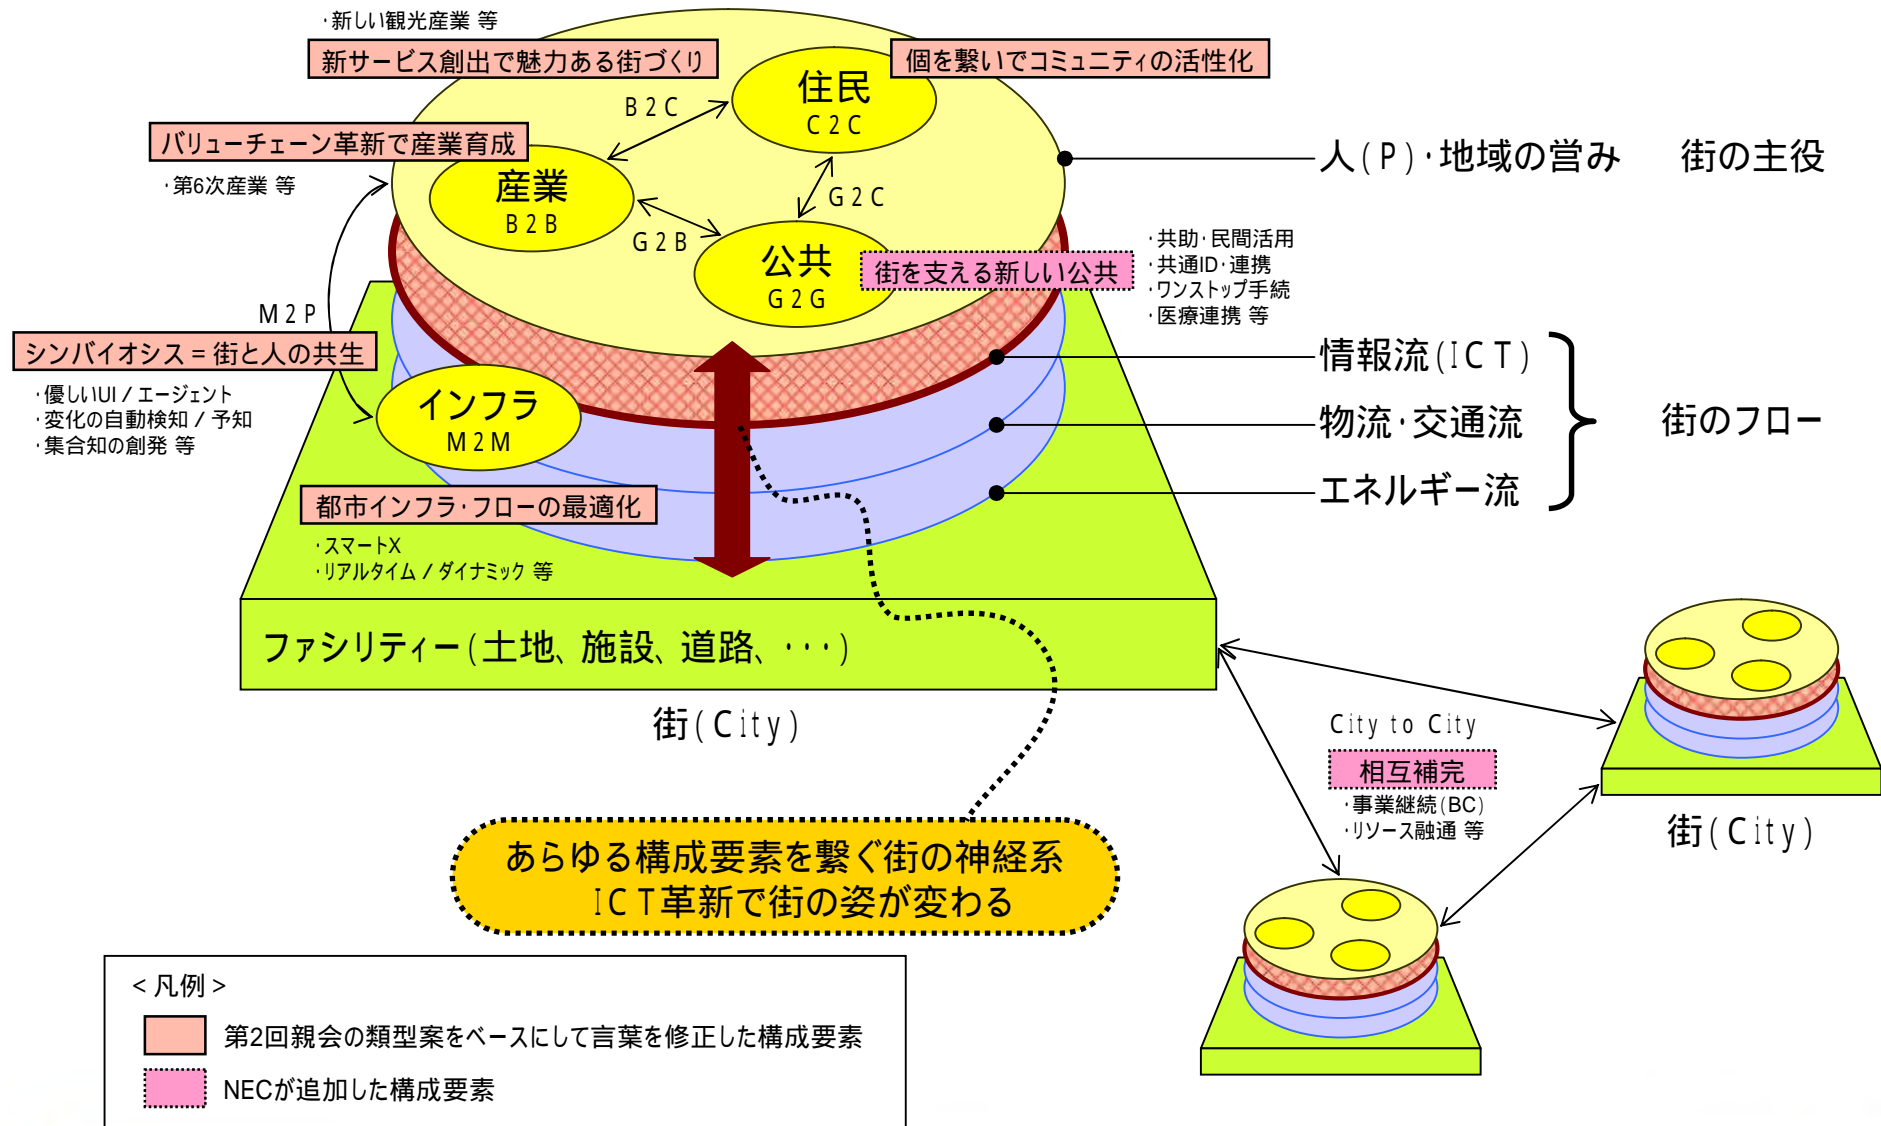 ・新しい観光産業 等
新サービス創出で魅力ある街づくり
個を繋いでコミュニティの活性化
住民
C2C
B2C
バリューチェーン革新で産業育成
・第6次産業 等
産業
B2B
G2C
G2B
公共
G2G
人(P)・地域の営み
街の主役
街を支える新しい公共
・共助・民間活用
・共通ID・連携
・ワンストップ手続
・医療連携 等
M2P
シンバイオシス=街と人の共生
・優しいUI / エージェント
・変化の自動検知 / 予知
・集合知の創発 等
インフラ
M2M
情報流(ICT)
物流・交通流
エネルギー流
街のフロー
都市インフラ・フローの最適化
・スマートX
・リアルタイム / ダイナミック 等
ファシリティー(土地、施設、道路、・・・)
街(City)
City to City
相互補完
・事業継続(BC)
・リソース融通 等
街(City)
あらゆる構成要素を繋ぐ街の神経系
ICT革新で街の姿が変わる
<凡例>
第2回親会の類型案をベースにして言葉を修正した構成要素
NECが追加した構成要素